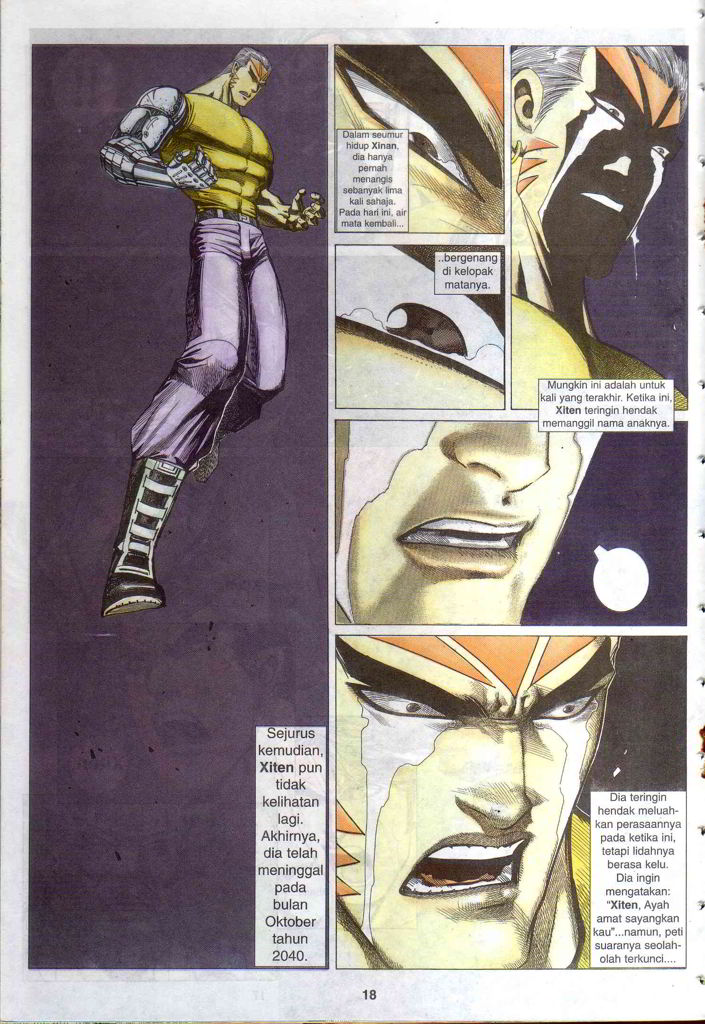 Dalam seumur
hidup Xinan,
dia hanya
pernah
menangis
sebanyak lima
kali sahaja.
Pada hari ini, air
mata kembali...
..bergenang
di kelopak
matanya.
Mungkin ini adalah untuk
kali yang terakhir. Ketika ini,
Xiten teringin hendak
memanggil nama anaknya.
Dia teringin
hendak meluah-
kan perasaannya
pada ketika ini,
tetapi lidahnya
berasa kelu.
Dia ingin
mengatakan:
"Xiten, Ayah
amat sayangkan
kau"...namun, peti
suaranya seolah-
olah terkunci....
Sejurus
kemudian,
Xiten pun
tidak
kelihatan
lagi.
Akhirnya,
dia telah
meninggal
pada
bulan
Oktober
tahun
2040.
18